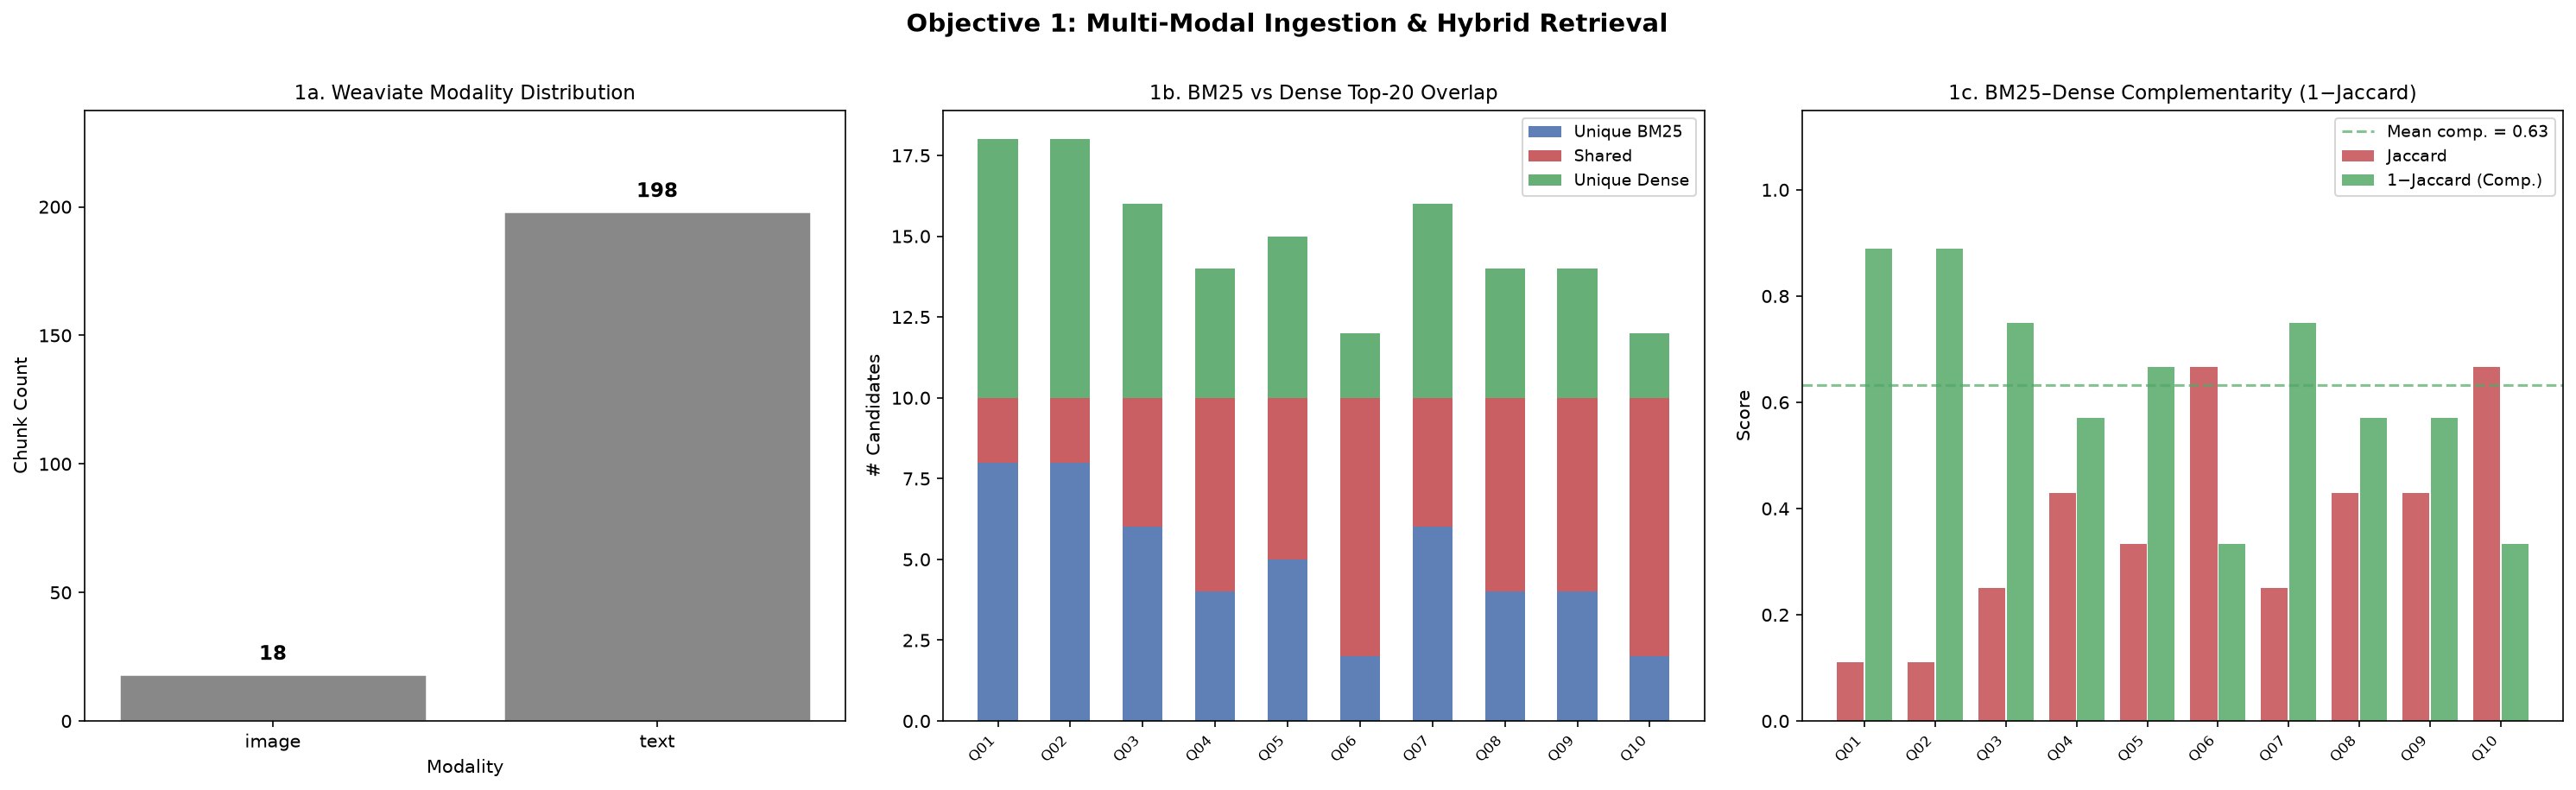 Objective 1: Multi-Modal Ingestion & Hybrid Retrieval
1a. Weaviate Modality Distribution
Chunk Count
200
150
100
50
0
18
198
image
text
Modality
1b. BM25 vs Dense Top-20 Overlap
# Candidates
17.5
15.0
12.5
10.0
7.5
5.0
2.5
0.0
Unique BM25
Shared
Unique Dense
Q01
Q02
Q03
Q04
Q05
Q06
Q07
Q08
Q09
Q10
1c. BM25–Dense Complementarity (1−Jaccard)
Score
1.0
0.8
0.6
0.4
0.2
0.0
Mean comp. = 0.63
Jaccard
1−Jaccard (Comp.)
Q01
Q02
Q03
Q04
Q05
Q06
Q07
Q08
Q09
Q10